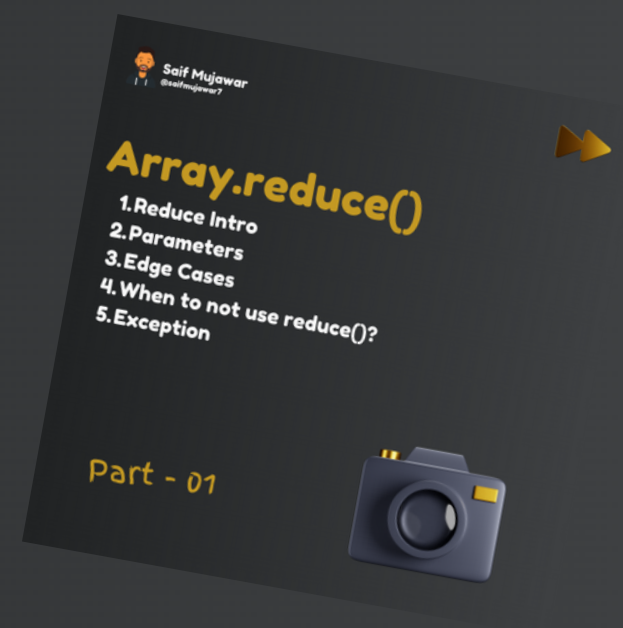 Saif Mujawar
@saifmujawar7
Array.reduce()
1.Reduce Intro
2.Parameters
3.Edge Cases
4.When to not use reduce()?
5.Exception
Part - 01